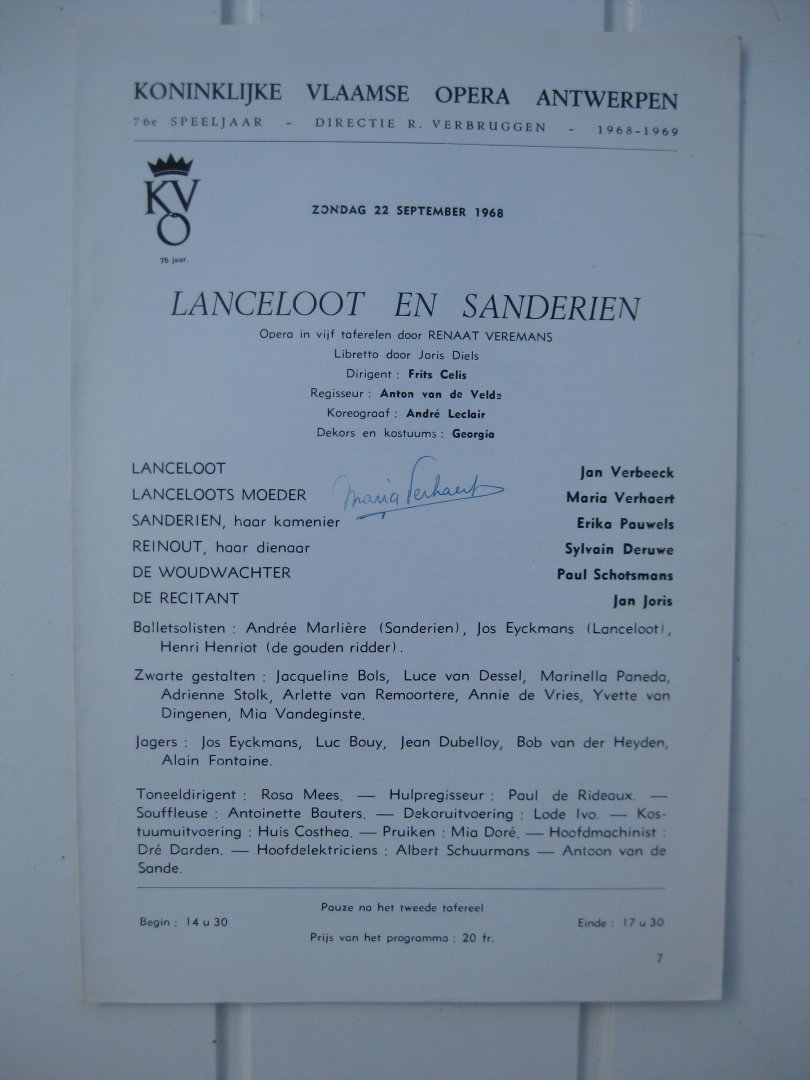 KONINKLIJKE VLAAMSE OPERA ANTWERPEN
76e SPEELJAAR - DIRECTIE R. VERBRUGGEN - 1968-1969
KVO
75 jaar.
ZONDAG 22 SEPTEMBER 1968
LANCELOOT EN SANDERIEN
Opera in vijf taferelen door RENAAT VEREMANS
Libretto door Joris Diels
Dirigent : Frits Celis
Regisseur : Anton van de Velde
Koreograaf : André Leclair
Dekors en kostuums : Georgia
LANCELOOT Jan Verbeeck
LANCELOOTS MOEDER Maria Verhaert Maria Verhaert
SANDERIEN, haar kamenier Erika Pauwels
REINOUT, haar dienaar Sylvain Deruwe
DE WOUDWACHTER Paul Schotsmans
DE RECITANT Jan Joris
Balletsolisten : Andrée Marlière (Sanderien), Jos Eyckmans (Lanceloot),
Henri Henriot (de gouden ridder).
Zwarte gestalten : Jacqueline Bols, Luce van Dessel, Marinella Paneda,
Adrienne Stolk, Arlette van Remoortere, Annie de Vries, Yvette van
Dingenen, Mia Vandeginste.
Jagers : Jos Eyckmans, Luc Bouy, Jean Dubelloy, Bob van der Heyden,
Alain Fontaine.
Toneeldirigent : Rosa Mees. — Hulpregisseur : Paul de Rideaux. —
Souffleuse : Antoinette Bauters. — Dekoruitvoering : Lode Ivo. — Kos-
tuumuitvoering : Huis Costhea. — Pruiken : Mia Doré. — Hoofdmachinist :
Dré Darden. — Hoofdelektriciens : Albert Schuurmans — Antoon van de
Sande.
Pauze na het tweede tafereel
Begin : 14 u 30 Einde : 17 u 30
Prijs van het programma : 20 fr.
7